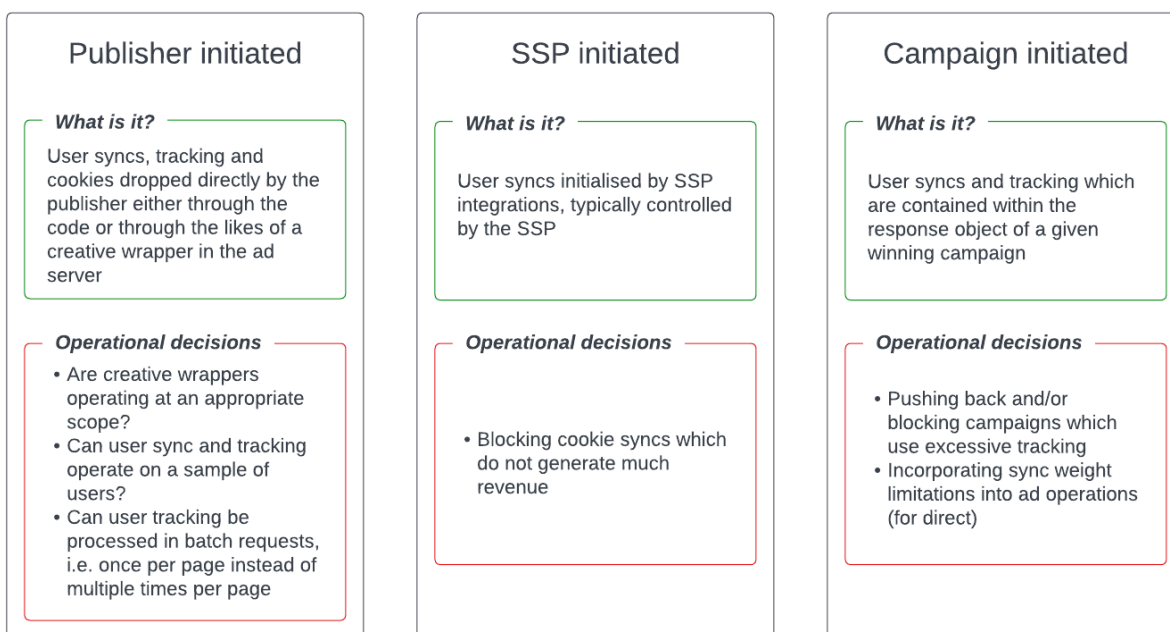 Publisher initiated
What is it?
User syncs, tracking and
cookies dropped directly by the
publisher either through the
code or through the likes of a
creative wrapper in the ad
server
Operational decisions
• Are creative wrappers
operating at an appropriate
scope?
• Can user sync and tracking
operate on a sample of
users?
• Can user tracking be
processed in batch requests,
i.e. once per page instead of
multiple times per page
SSP initiated
What is it?
User syncs initialised by SSP
integrations, typically controlled
by the SSP
Operational decisions
• Blocking cookie syncs which
do not generate much
revenue
Campaign initiated
What is it?
User syncs and tracking which
are contained within the
response object of a given
winning campaign
Operational decisions
• Pushing back and/or
blocking campaigns which
use excessive tracking
• Incorporating sync weight
limitations into ad operations
(for direct)